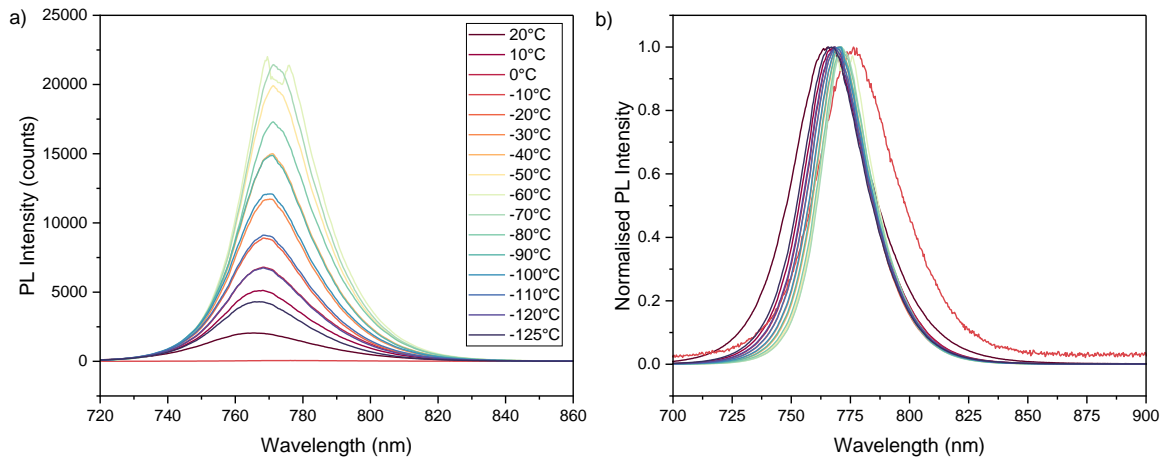 a)
25000
20000
15000
10000
5000
0
PL Intensity (counts)
720 740 760 780 800 820 840 860
Wavelength (nm)
20°C
10°C
0°C
-10°C
-20°C
-30°C
-40°C
-50°C
-60°C
-70°C
-80°C
-90°C
-100°C
-110°C
-120°C
-125°C
b)
1.0
0.8
0.6
0.4
0.2
0.0
Normalised PL Intensity
700 725 750 775 800 825 850 875 900
Wavelength (nm)